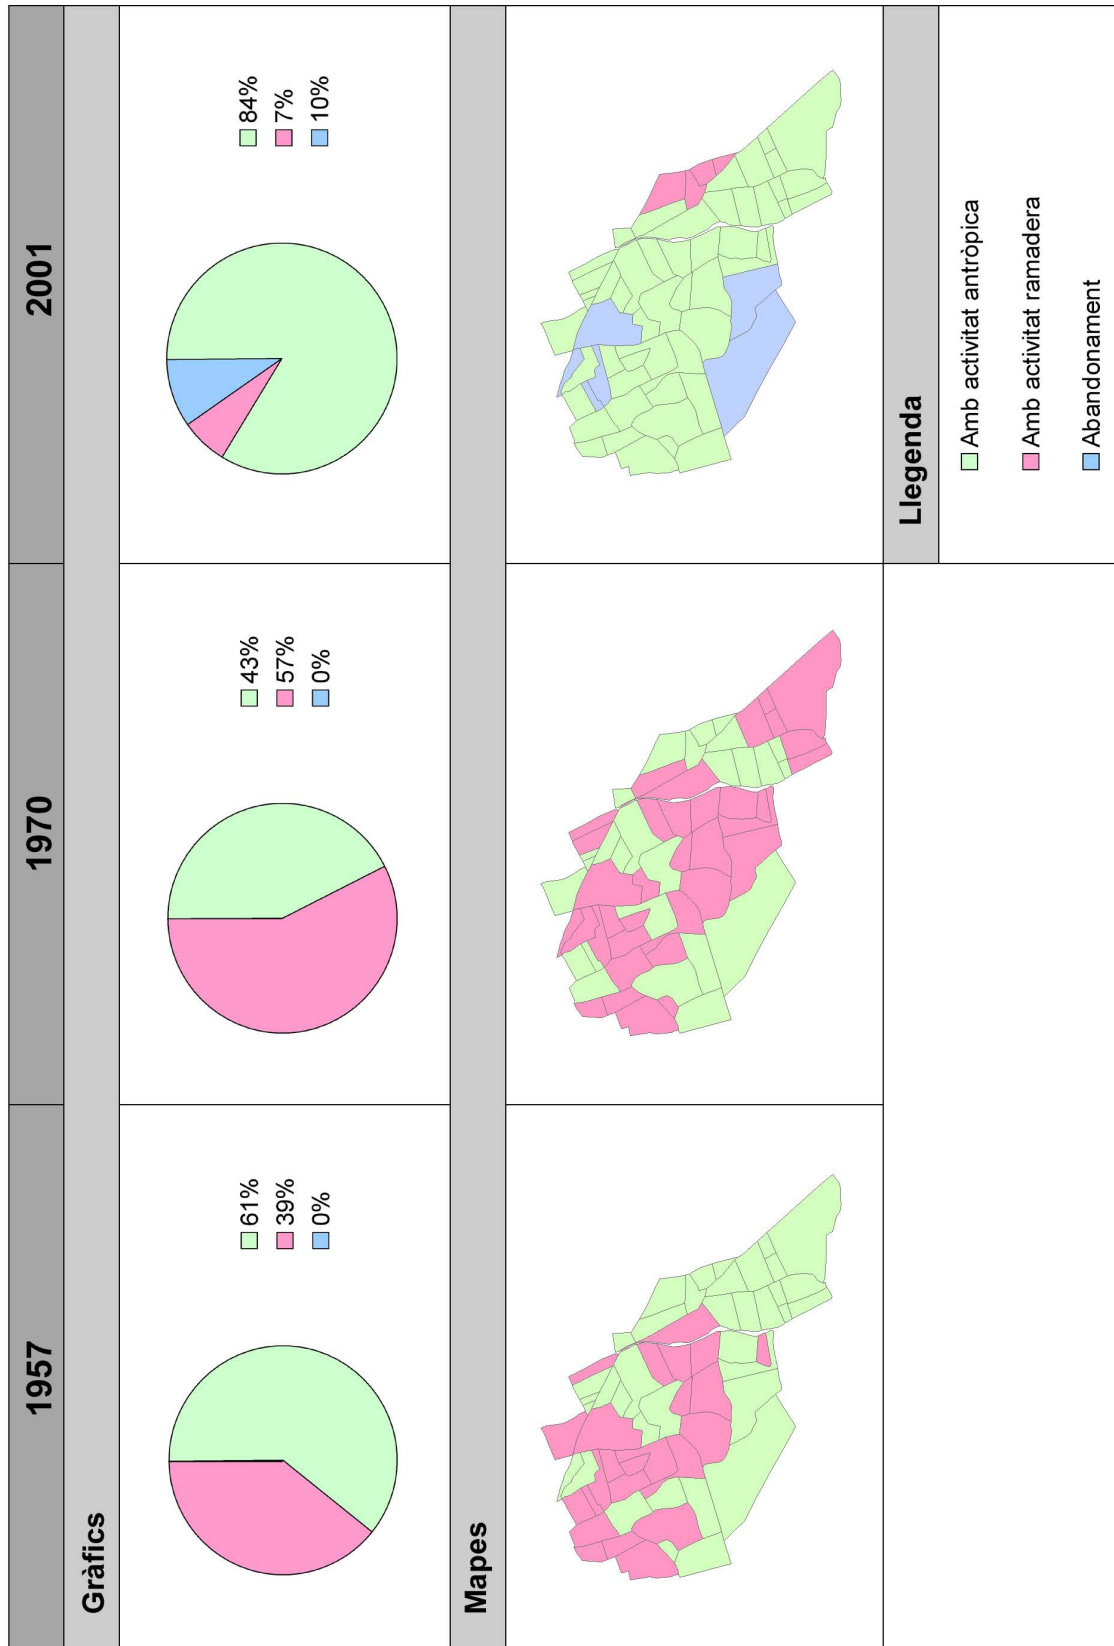 1957
1970
2001
Gràfics
61%
39%
0%
43%
57%
0%
84%
7%
10%
Mapes
Llegenda
Amb activitat antròpica
Amb activitat ramadera
Abandonament